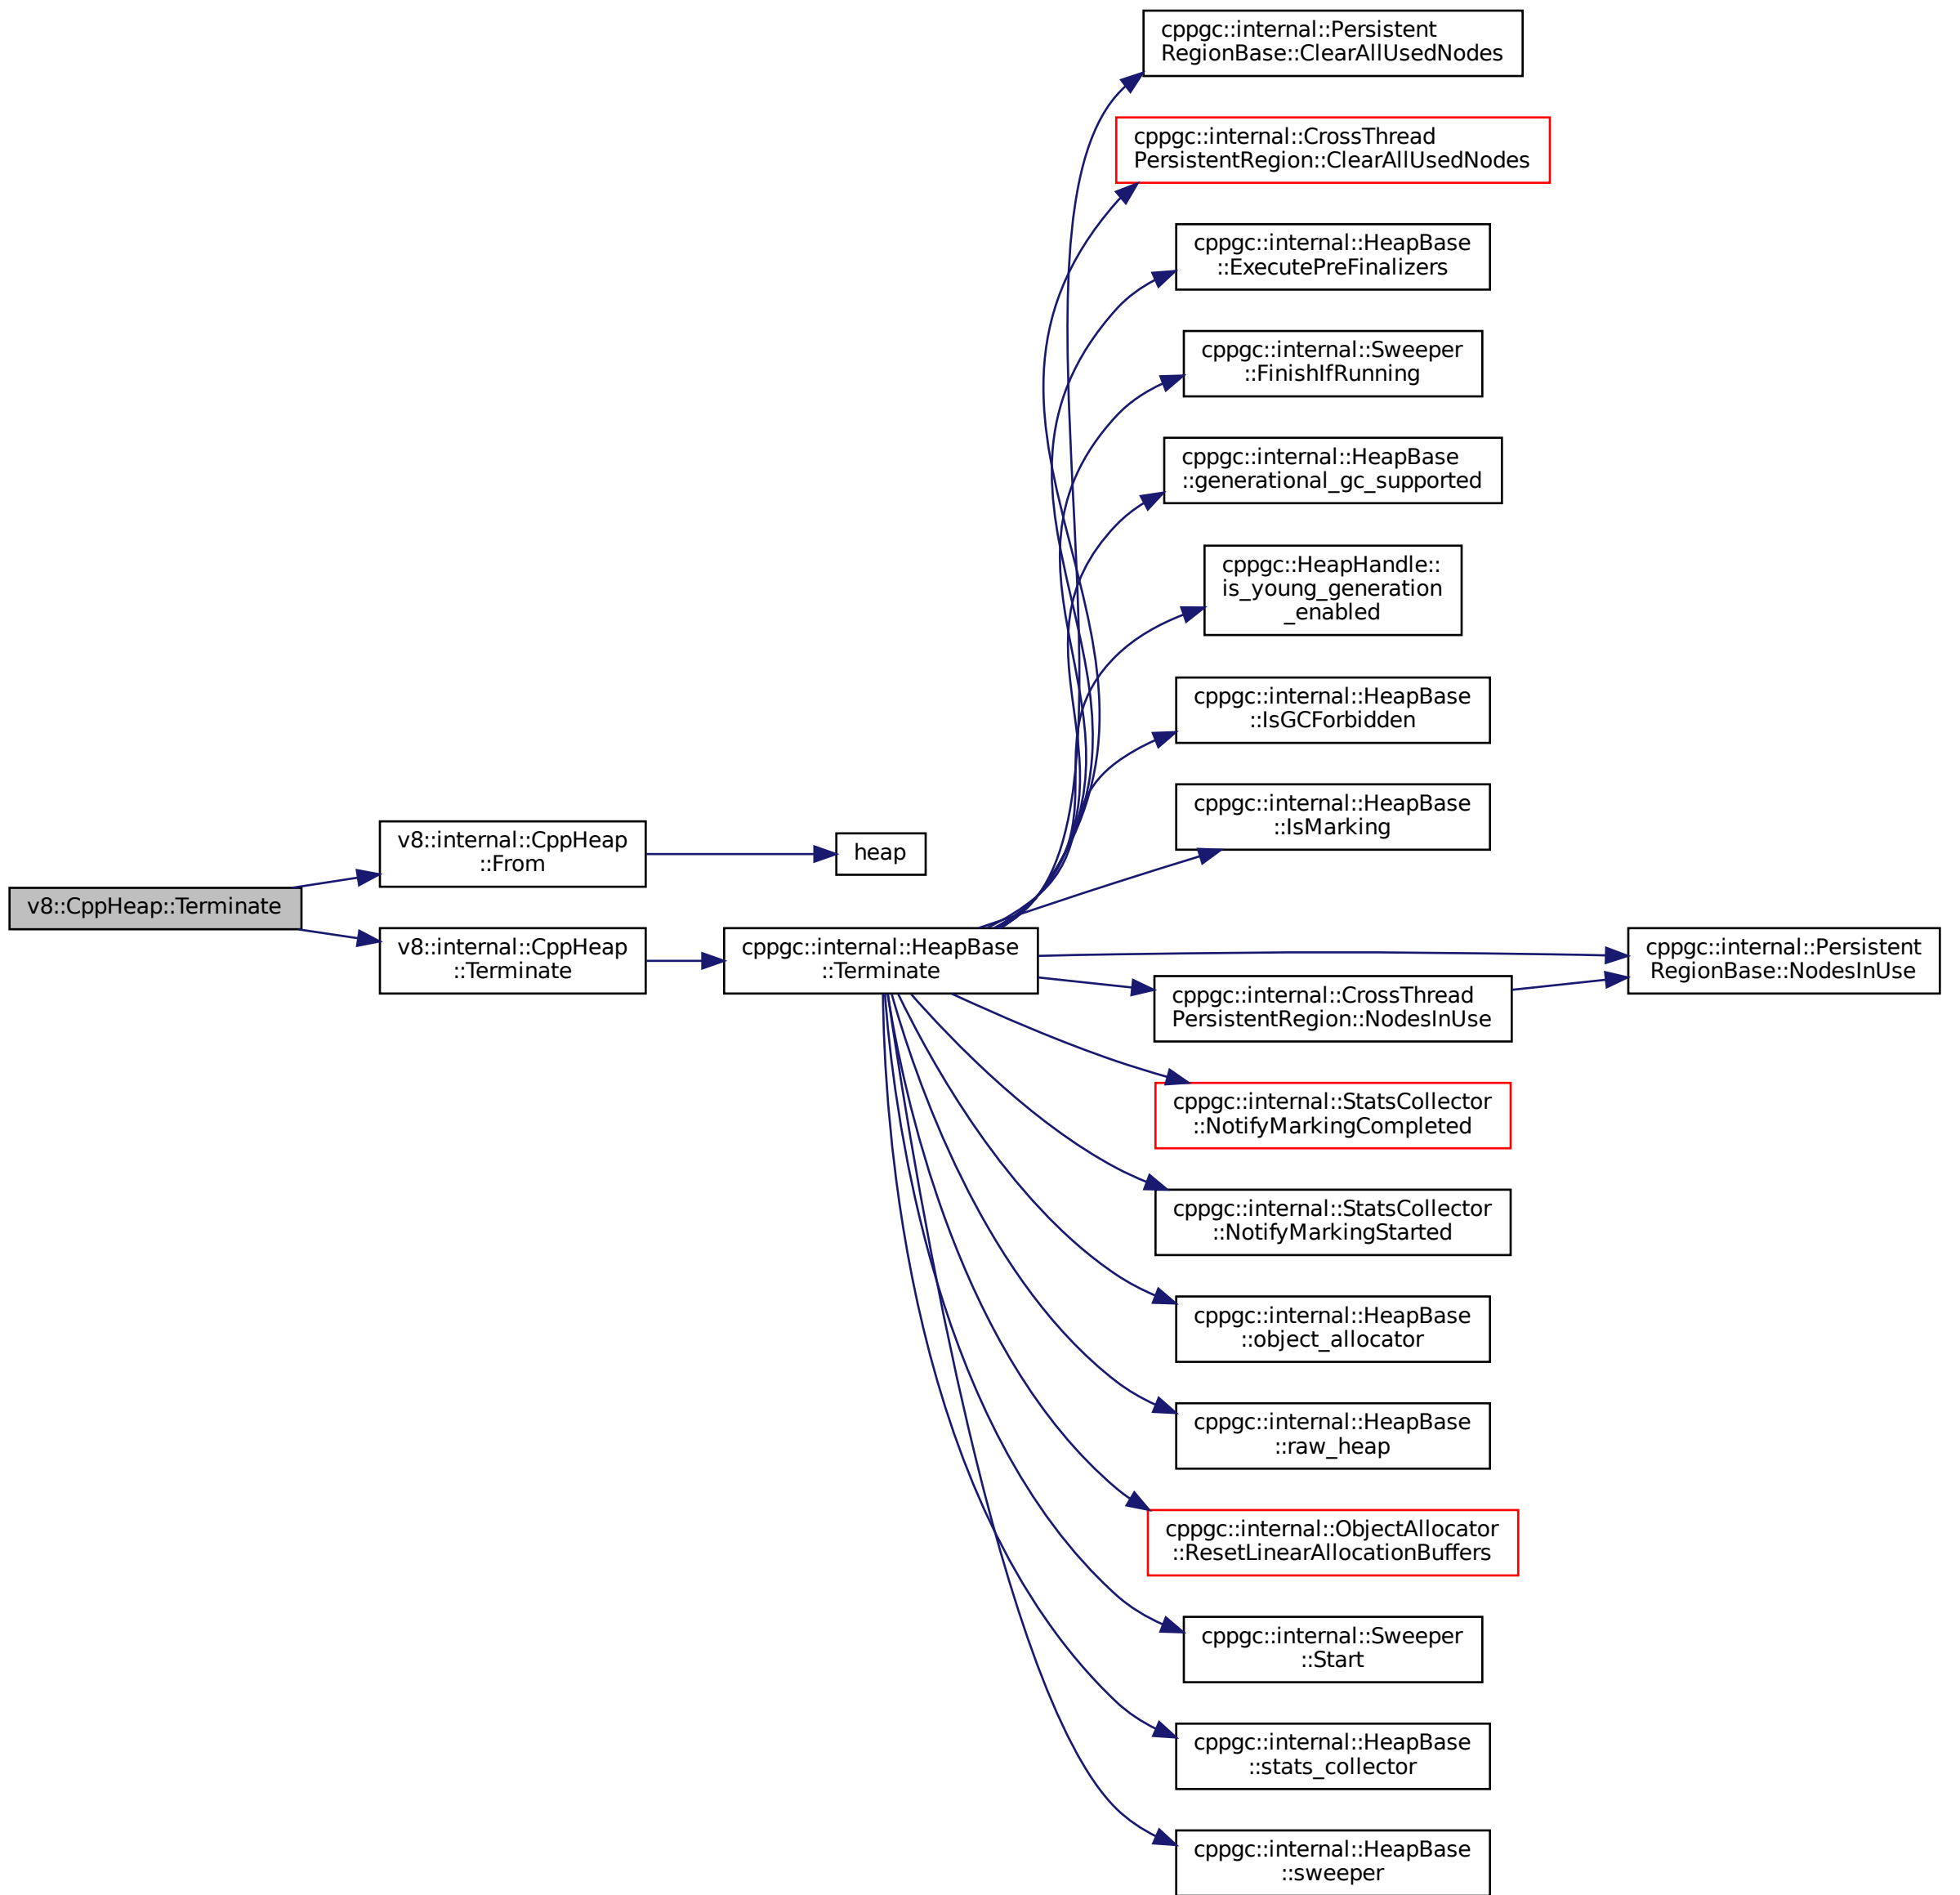 cppgc::internal::Persistent
RegionBase::ClearAllUsedNodes
cppgc::internal::CrossThread
PersistentRegion::ClearAllUsedNodes
cppgc::internal::HeapBase
::ExecutePreFinalizers
cppgc::internal::Sweeper
::FinishIfRunning
cppgc::internal::HeapBase
::generational_gc_supported
cppgc::HeapHandle::
is_young_generation
_enabled
cppgc::internal::HeapBase
::IsGCForbidden
cppgc::internal::HeapBase
::IsMarking
v8::CppHeap::Terminate
v8::internal::CppHeap
::From
heap
v8::internal::CppHeap
::Terminate
cppgc::internal::HeapBase
::Terminate
cppgc::internal::Persistent
RegionBase::NodesInUse
cppgc::internal::CrossThread
PersistentRegion::NodesInUse
cppgc::internal::StatsCollector
::NotifyMarkingCompleted
cppgc::internal::StatsCollector
::NotifyMarkingStarted
cppgc::internal::HeapBase
::object_allocator
cppgc::internal::HeapBase
::raw_heap
cppgc::internal::ObjectAllocator
::ResetLinearAllocationBuffers
cppgc::internal::Sweeper
::Start
cppgc::internal::HeapBase
::stats_collector
cppgc::internal::HeapBase
::sweeper